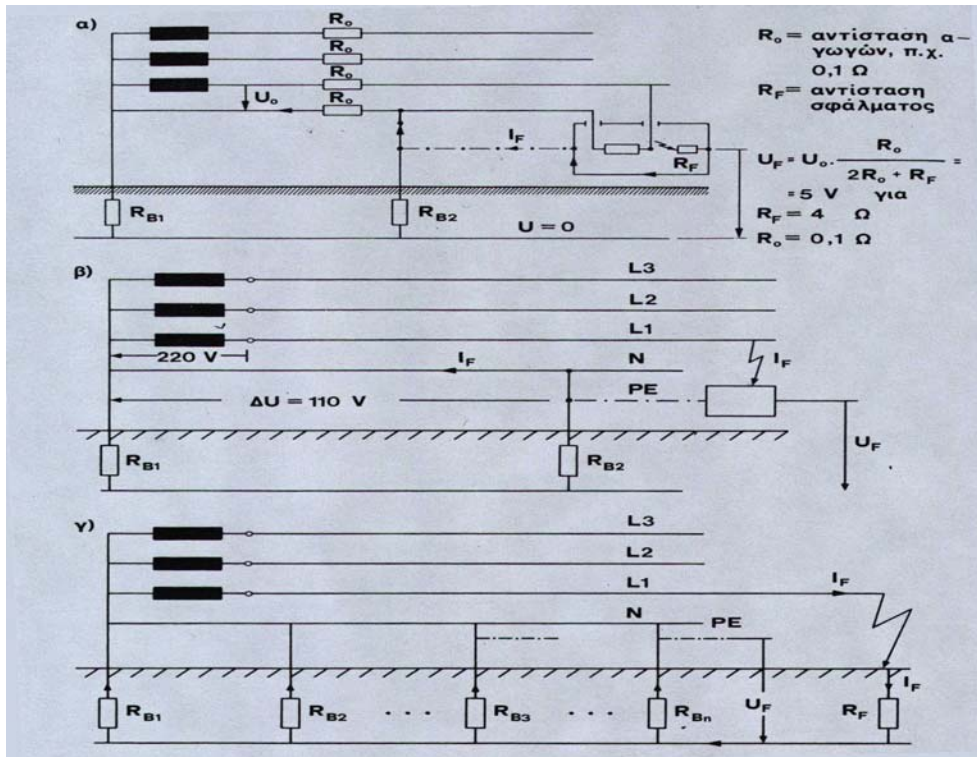 α)
R₀
R₀
R₀
R₀
U₀
I_F
R_F
R_B1
R_B2
U = 0
R₀ = αντίσταση α-
γωγών, π.χ.
0,1 Ω
R_F = αντίσταση
σφάλματος
U_F = U₀ · R₀ / 2R₀ + R_F =
= 5 V για
R_F = 4 Ω
R₀ = 0,1 Ω
β)
L3
L2
L1
220 V
I_F
N
I_F
ΔU = 110 V
PE
U_F
R_B1
R_B2
γ)
L3
L2
L1
I_F
N
PE
I_F
R_B1
R_B2
R_B3
R_Bn
U_F
R_F